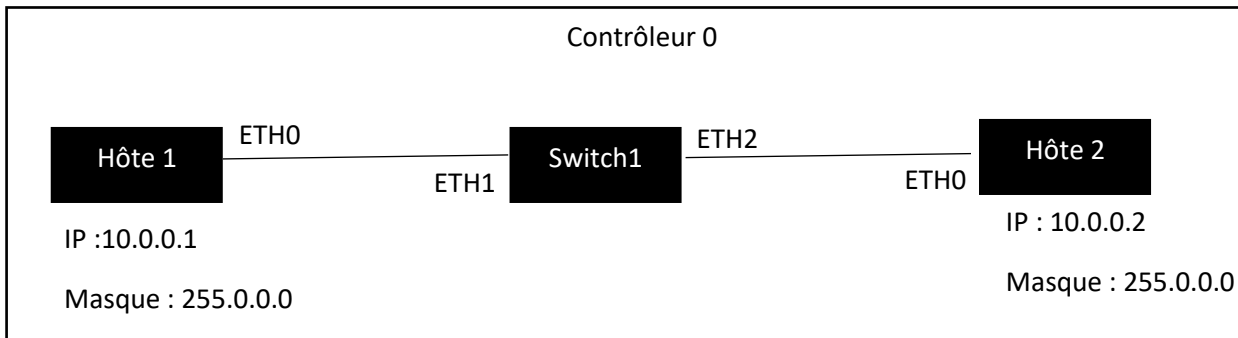 Contrôleur 0
Hôte 1
ETH0
ETH1
Switch1
ETH2
ETH0
Hôte 2
IP :10.0.0.1
Masque : 255.0.0.0
IP : 10.0.0.2
Masque : 255.0.0.0